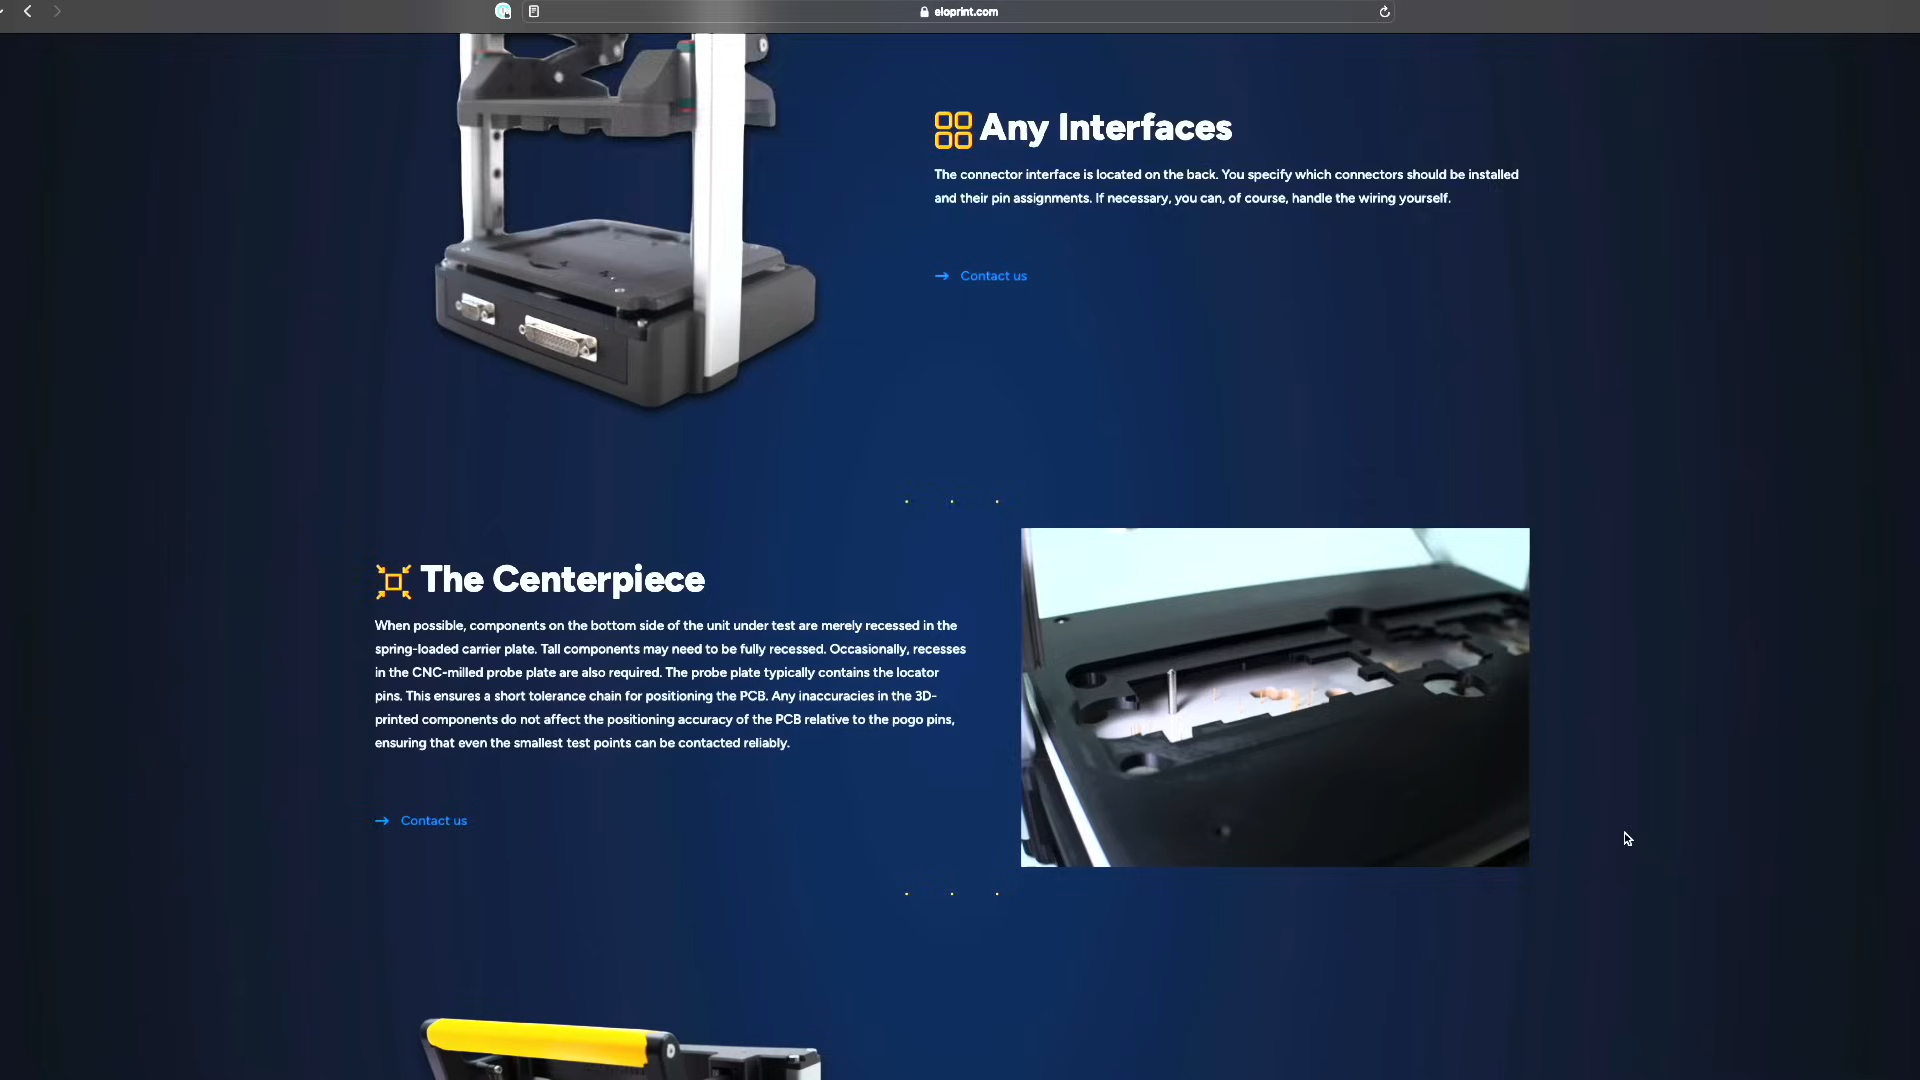 eloprint.com
Any Interfaces
The connector interface is located on the back. You specify which connectors should be installed
and their pin assignments. If necessary, you can, of course, handle the wiring yourself.
Contact us
The Centerpiece
When possible, components on the bottom side of the unit under test are merely recessed in the
spring-loaded carrier plate. Tall components may need to be fully recessed. Occasionally, recesses
in the CNC-milled probe plate are also required. The probe plate typically contains the locator
pins. This ensures a short tolerance chain for positioning the PCB. Any inaccuracies in the 3D-
printed components do not affect the positioning accuracy of the PCB relative to the pogo pins,
ensuring that even the smallest test points can be contacted reliably.
Contact us